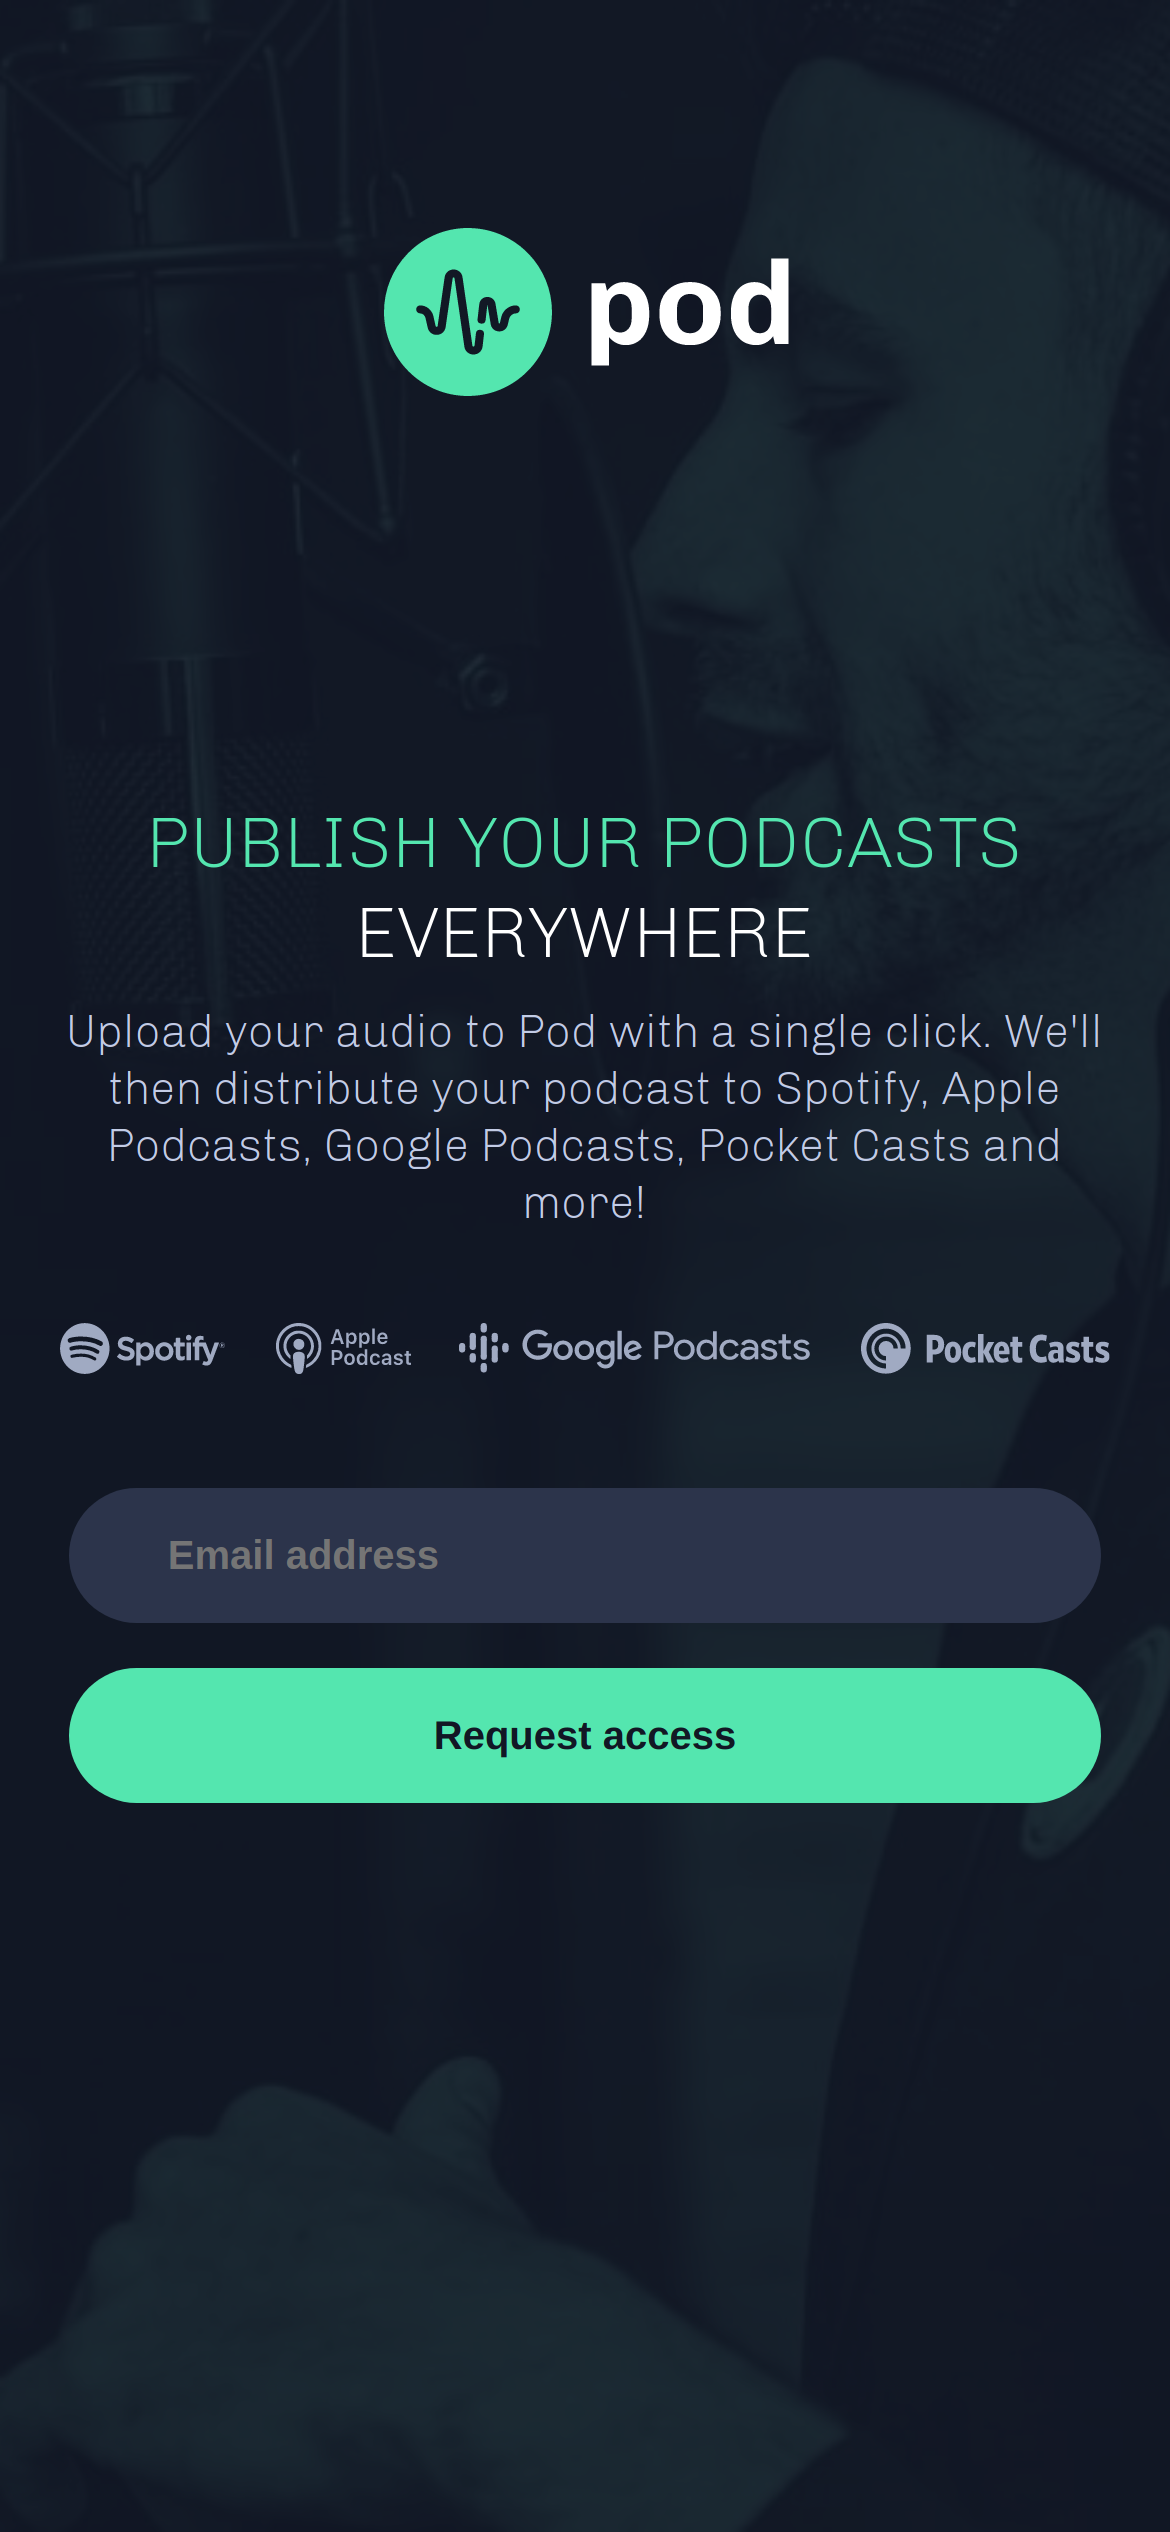 pod
PUBLISH YOUR PODCASTS
EVERYWHERE
Upload your audio to Pod with a single click. We'll
then distribute your podcast to Spotify, Apple
Podcasts, Google Podcasts, Pocket Casts and
more!
Spotify
Apple
Podcast
Google Podcasts
Pocket Casts
Email address
Request access